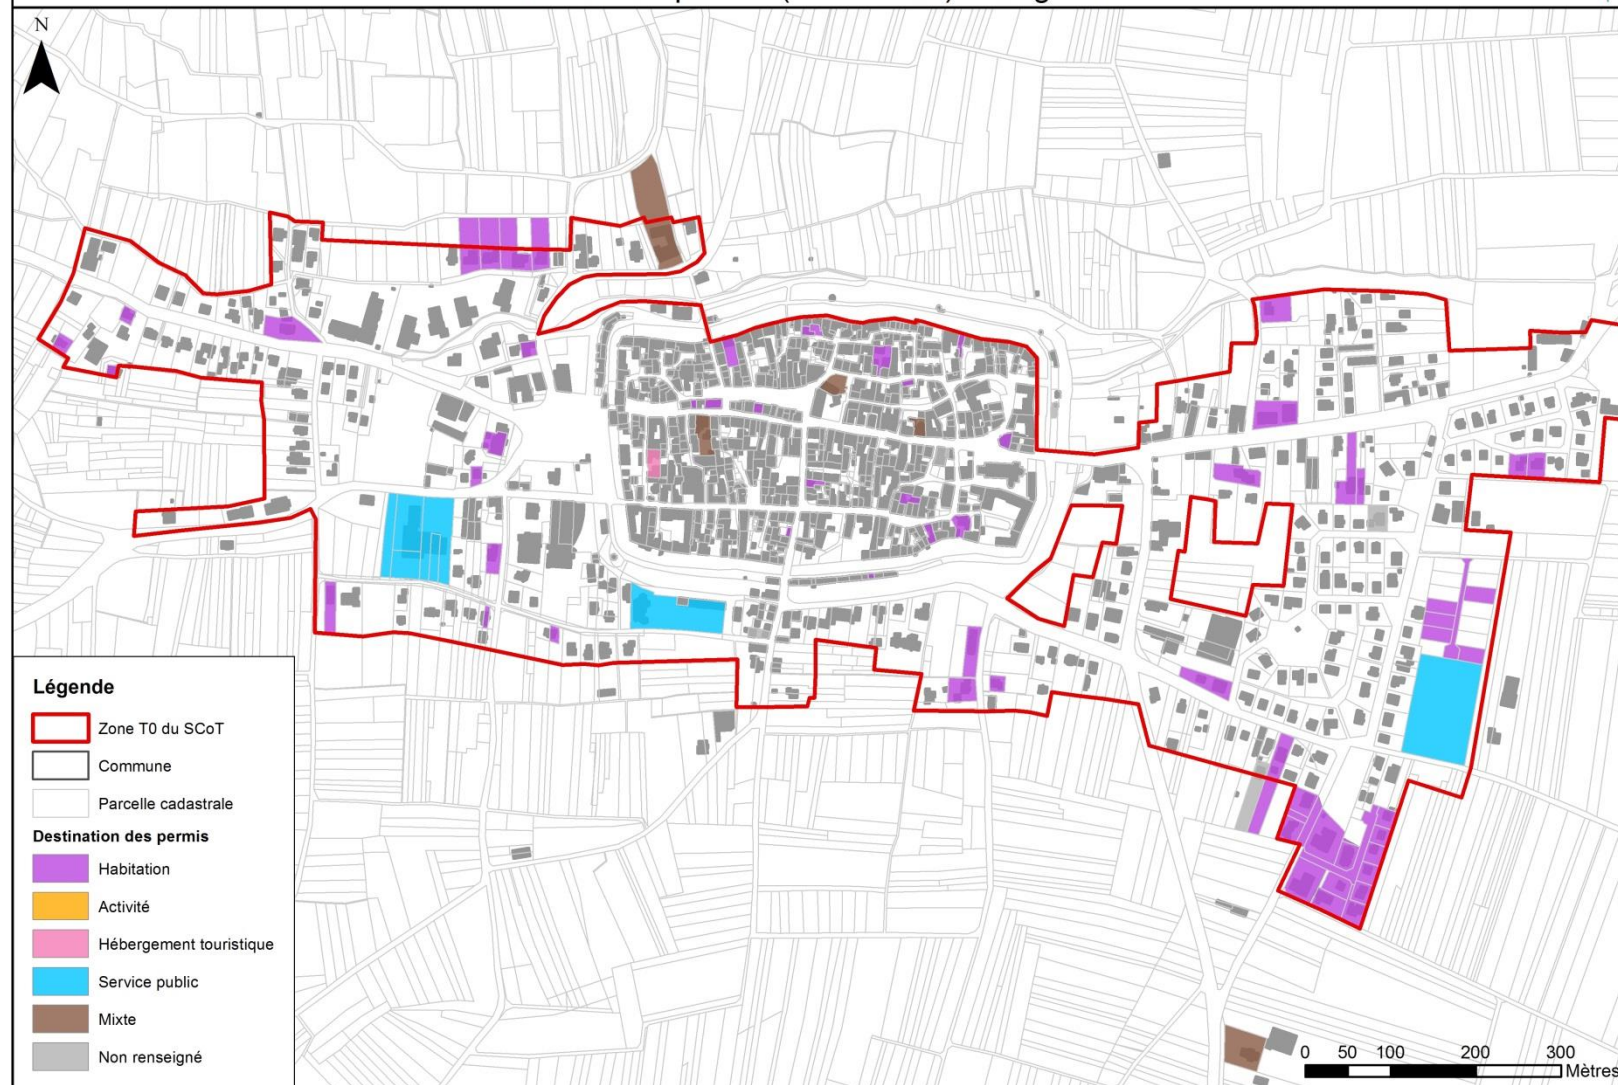 N
Légende
Zone T0 du SCoT
Commune
Parcelle cadastrale
Destination des permis
Habitation
Activité
Hébergement touristique
Service public
Mixte
Non renseigné
0 50 100 200 300
Mètres